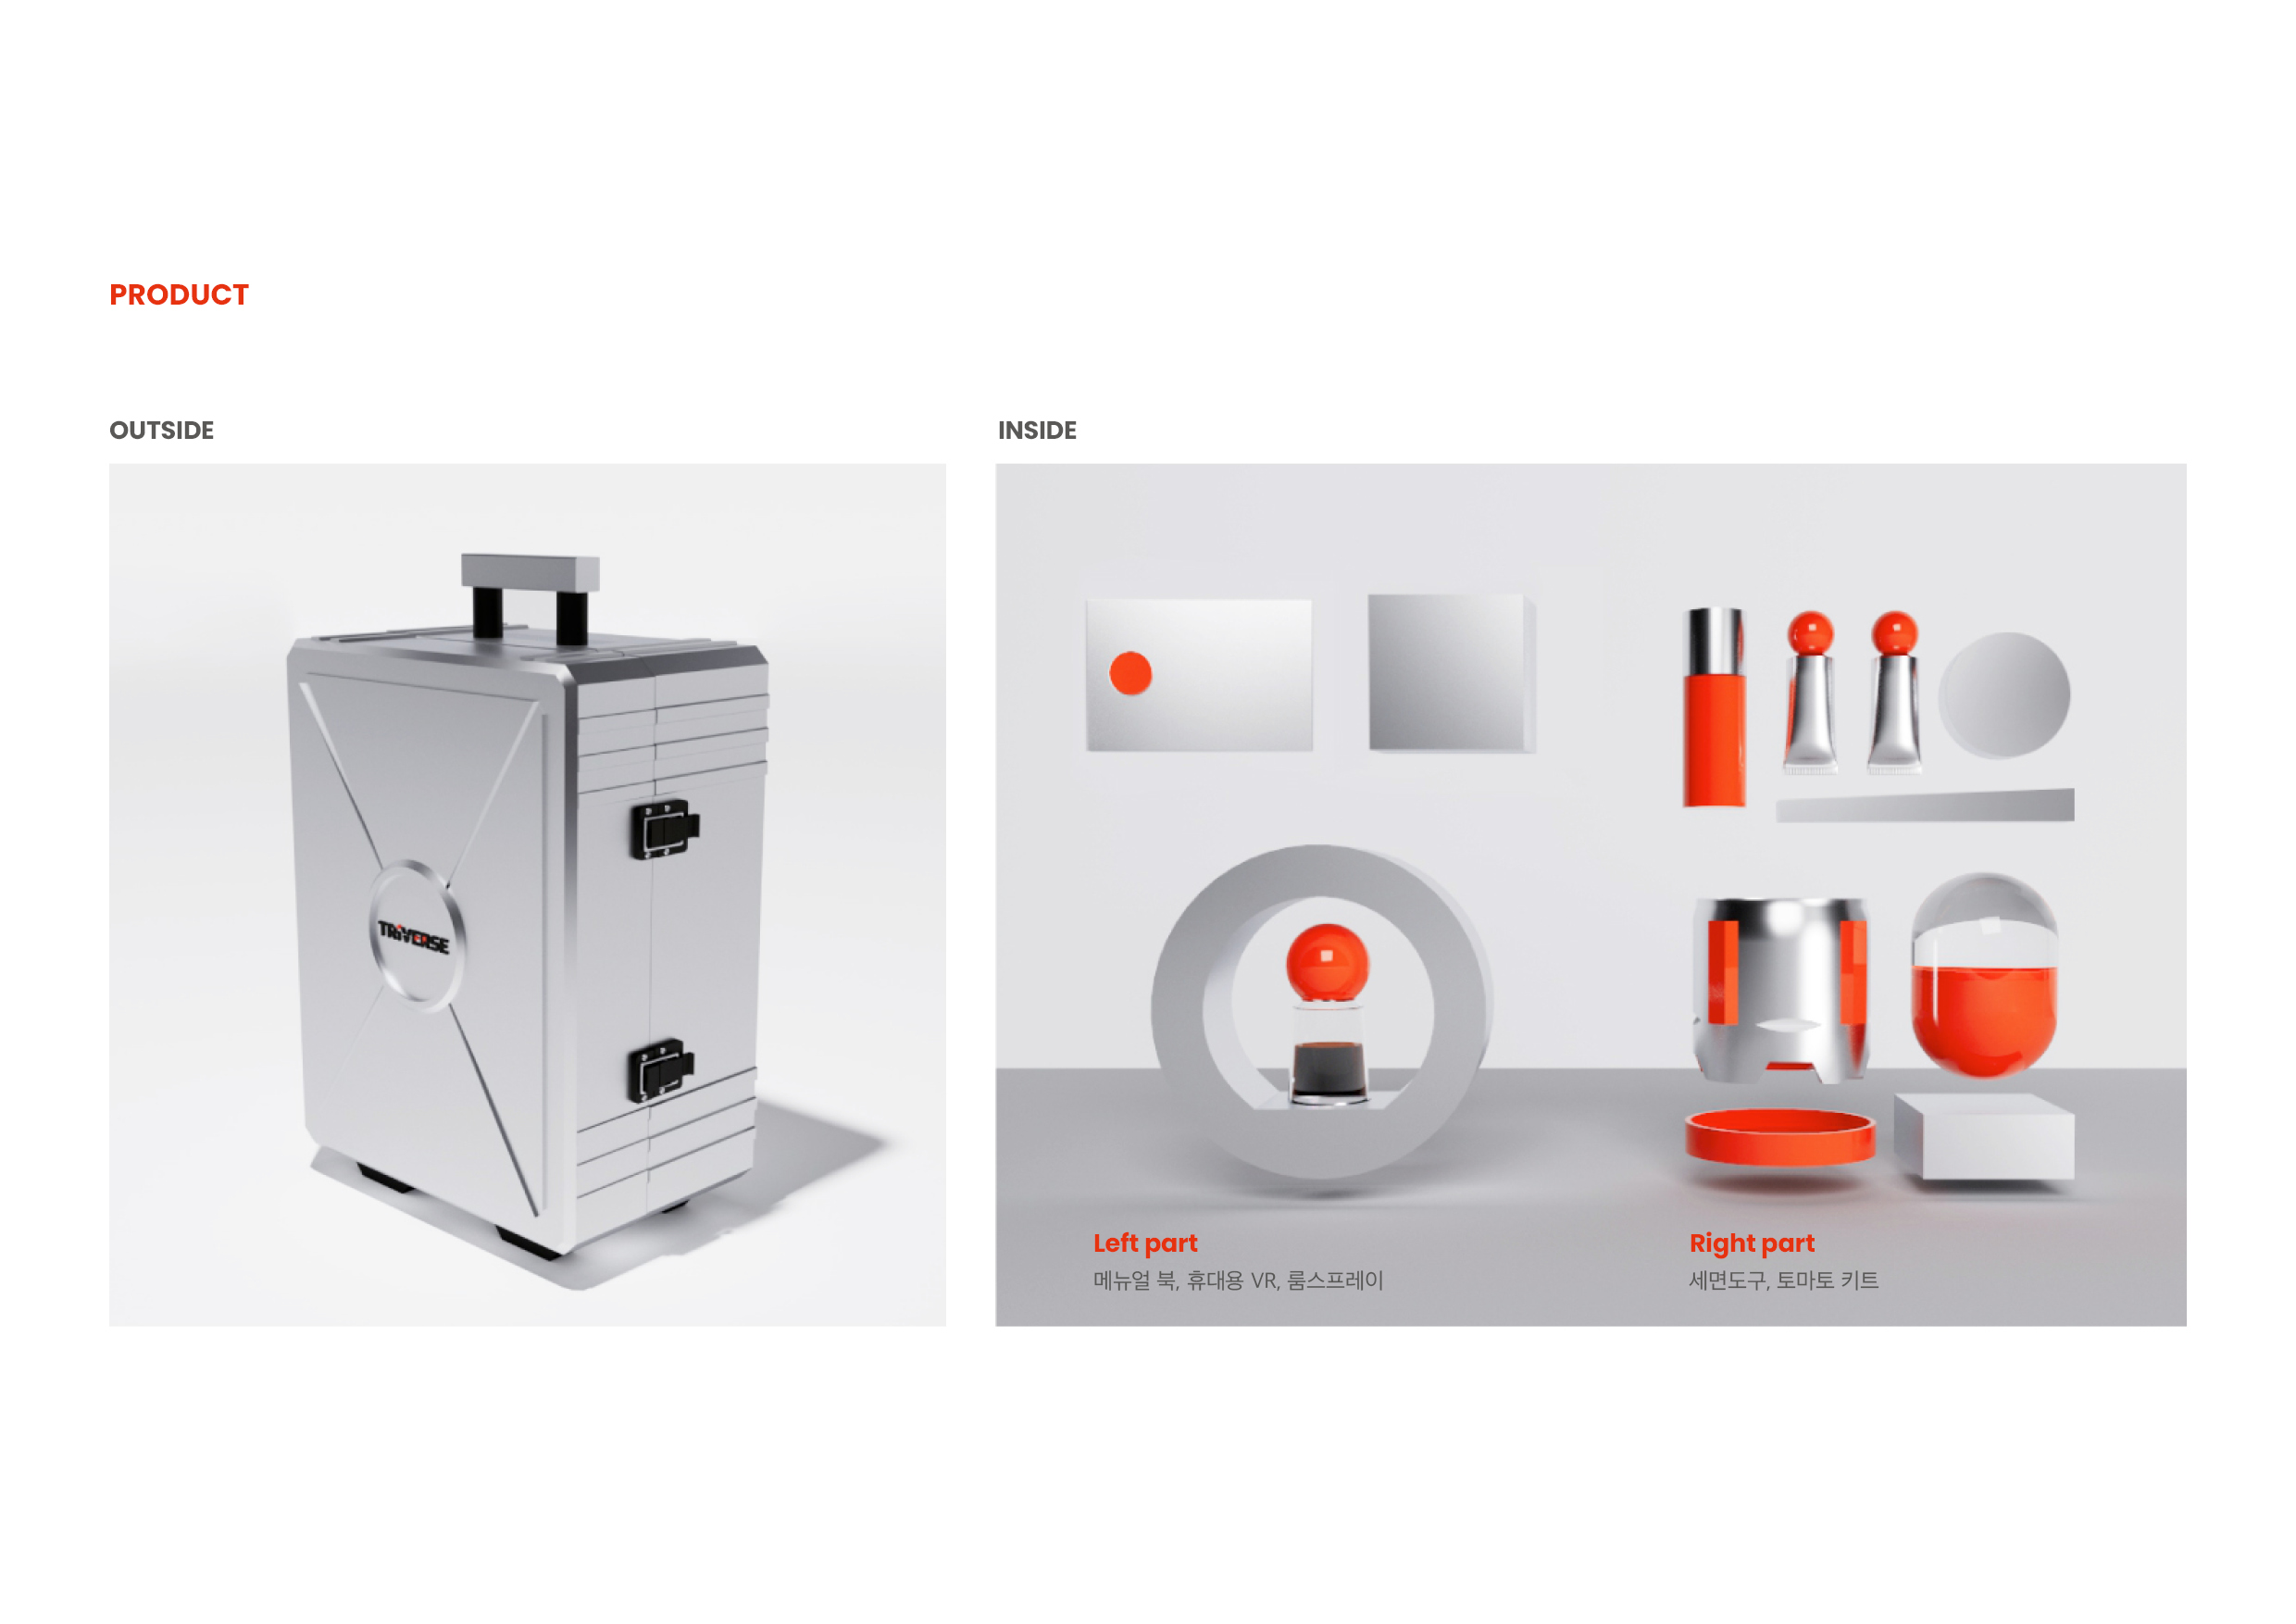 PRODUCT
OUTSIDE
INSIDE
TRiVERSE
Left part
메뉴얼 북, 휴대용 VR, 룸스프레이
Right part
세면도구, 토마토 키트